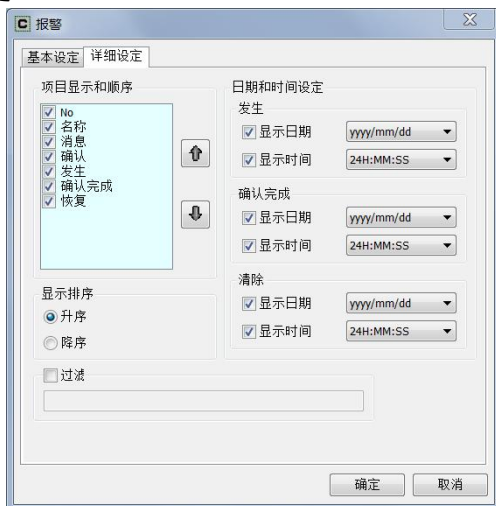 C 报警
基本设定 详细设定
项目显示和顺序
No
名称
消息
确认
发生
确认完成
恢复
显示排序
升序
降序
过滤
日期和时间设定
发生
显示日期 yyyy/mm/dd
显示时间 24H:MM:SS
确认完成
显示日期 yyyy/mm/dd
显示时间 24H:MM:SS
清除
显示日期 yyyy/mm/dd
显示时间 24H:MM:SS
确定 取消